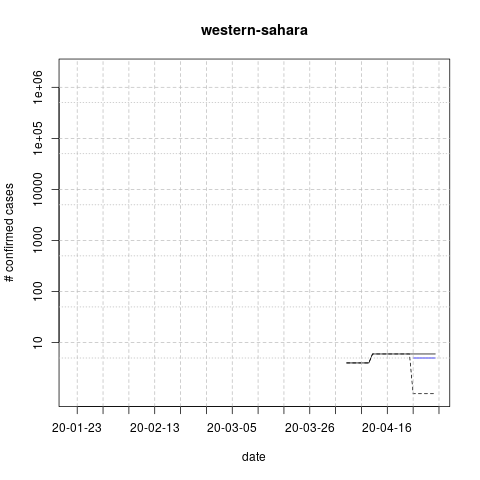 western-sahara
# confirmed cases
1e+06
1e+05
10000
1000
100
10
20-01-23
20-02-13
20-03-05
20-03-26
20-04-16
date